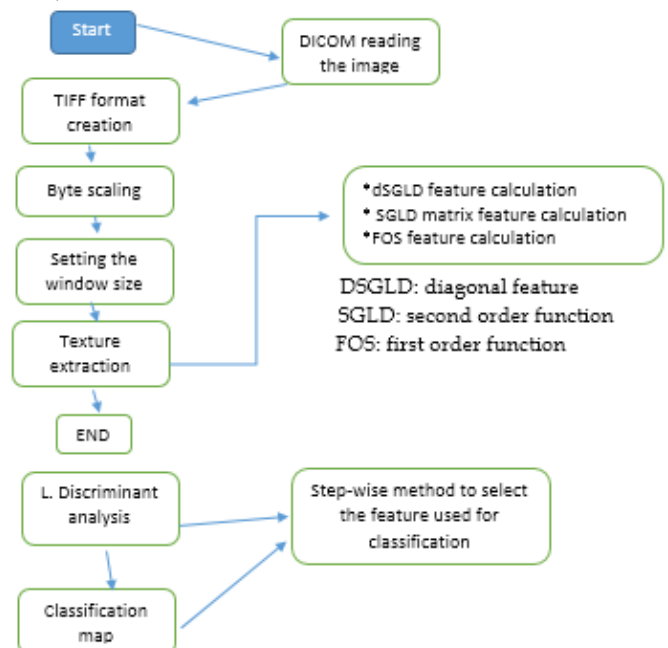 Start
DICOM reading
the image
TIFF format
creation
Byte scaling
*dSGLD feature calculation
* SGLD matrix feature calculation
*FOS feature calculation
Setting the
window size
DSGLD: diagonal feature
SGLD: second order function
FOS: first order function
Texture
extraction
END
L. Discriminant
analysis
Step-wise method to select
the feature used for
classification
Classification
map